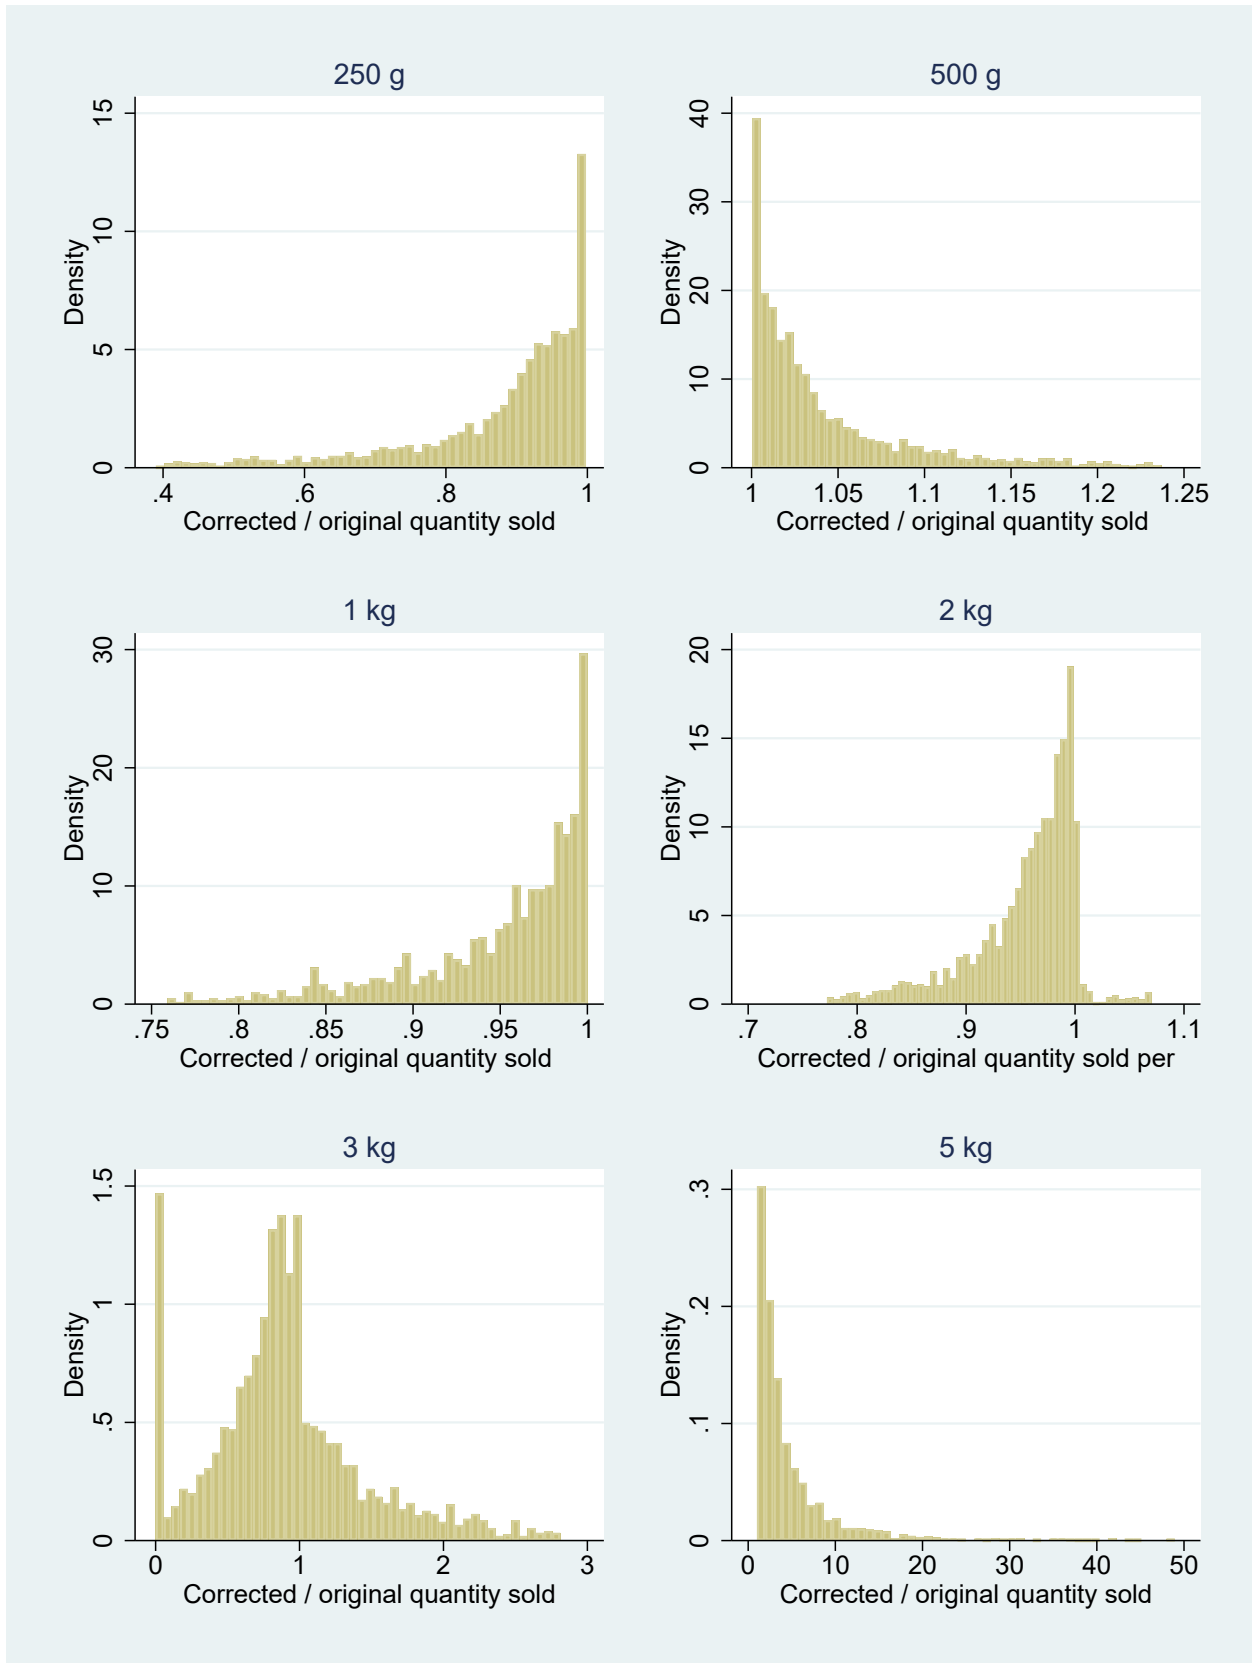 250 g
15
10
5
0
Density
.4 .6 .8 1
Corrected / original quantity sold
500 g
40
30
20
10
0
Density
1 1.05 1.1 1.15 1.2 1.25
Corrected / original quantity sold
1 kg
30
20
10
0
Density
.75 .8 .85 .9 .95 1
Corrected / original quantity sold
2 kg
20
15
10
5
0
Density
.7 .8 .9 1 1.1
Corrected / original quantity sold per
3 kg
1.5
1
.5
0
Density
0 1 2 3
Corrected / original quantity sold
5 kg
.3
.2
.1
0
Density
0 10 20 30 40 50
Corrected / original quantity sold